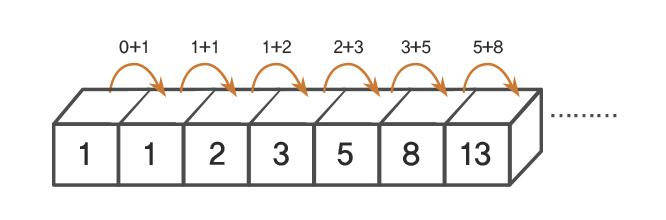 0+1 1+1 1+2 2+3 3+5 5+8
1 1 2 3 5 8 13 .........